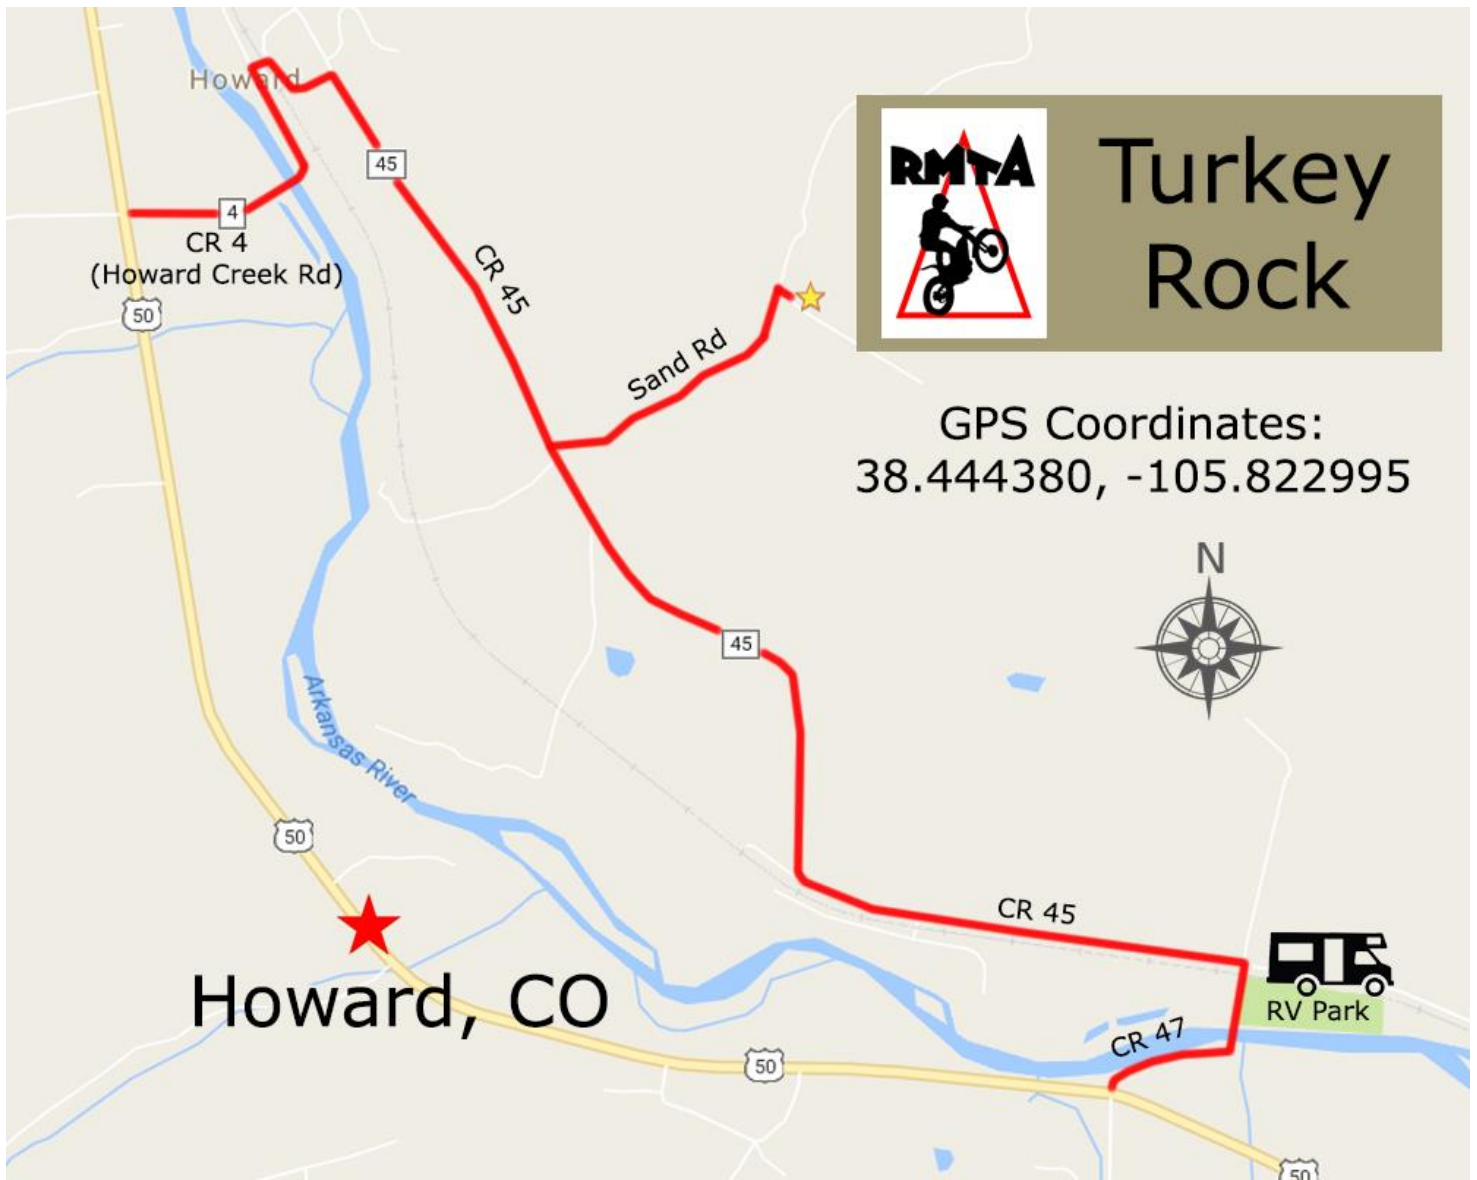 Howard
45
4
CR 4
(Howard Creek Rd)
50
CR 45
Sand Rd
RMTA
Turkey
Rock
GPS Coordinates:
38.444380, -105.822995
N
45
Arkansas River
50
Howard, CO
CR 45
RV Park
CR 47
50
50